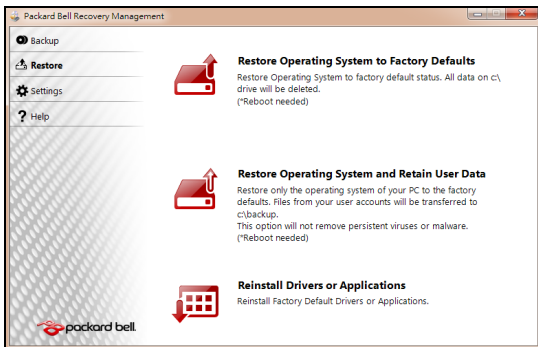 Packard Bell Recovery Management
Backup
Restore
Settings
? Help
Restore Operating System to Factory Defaults
Restore Operating System to factory default status. All data on c:\
drive will be deleted.
(*Reboot needed)
Restore Operating System and Retain User Data
Restore only the operating system of your PC to the factory
defaults. Files from your user accounts will be transferred to
c:\backup.
This option will not remove persistent viruses or malware.
(*Reboot needed)
Reinstall Drivers or Applications
Reinstall Factory Default Drivers or Applications.
packard bell.